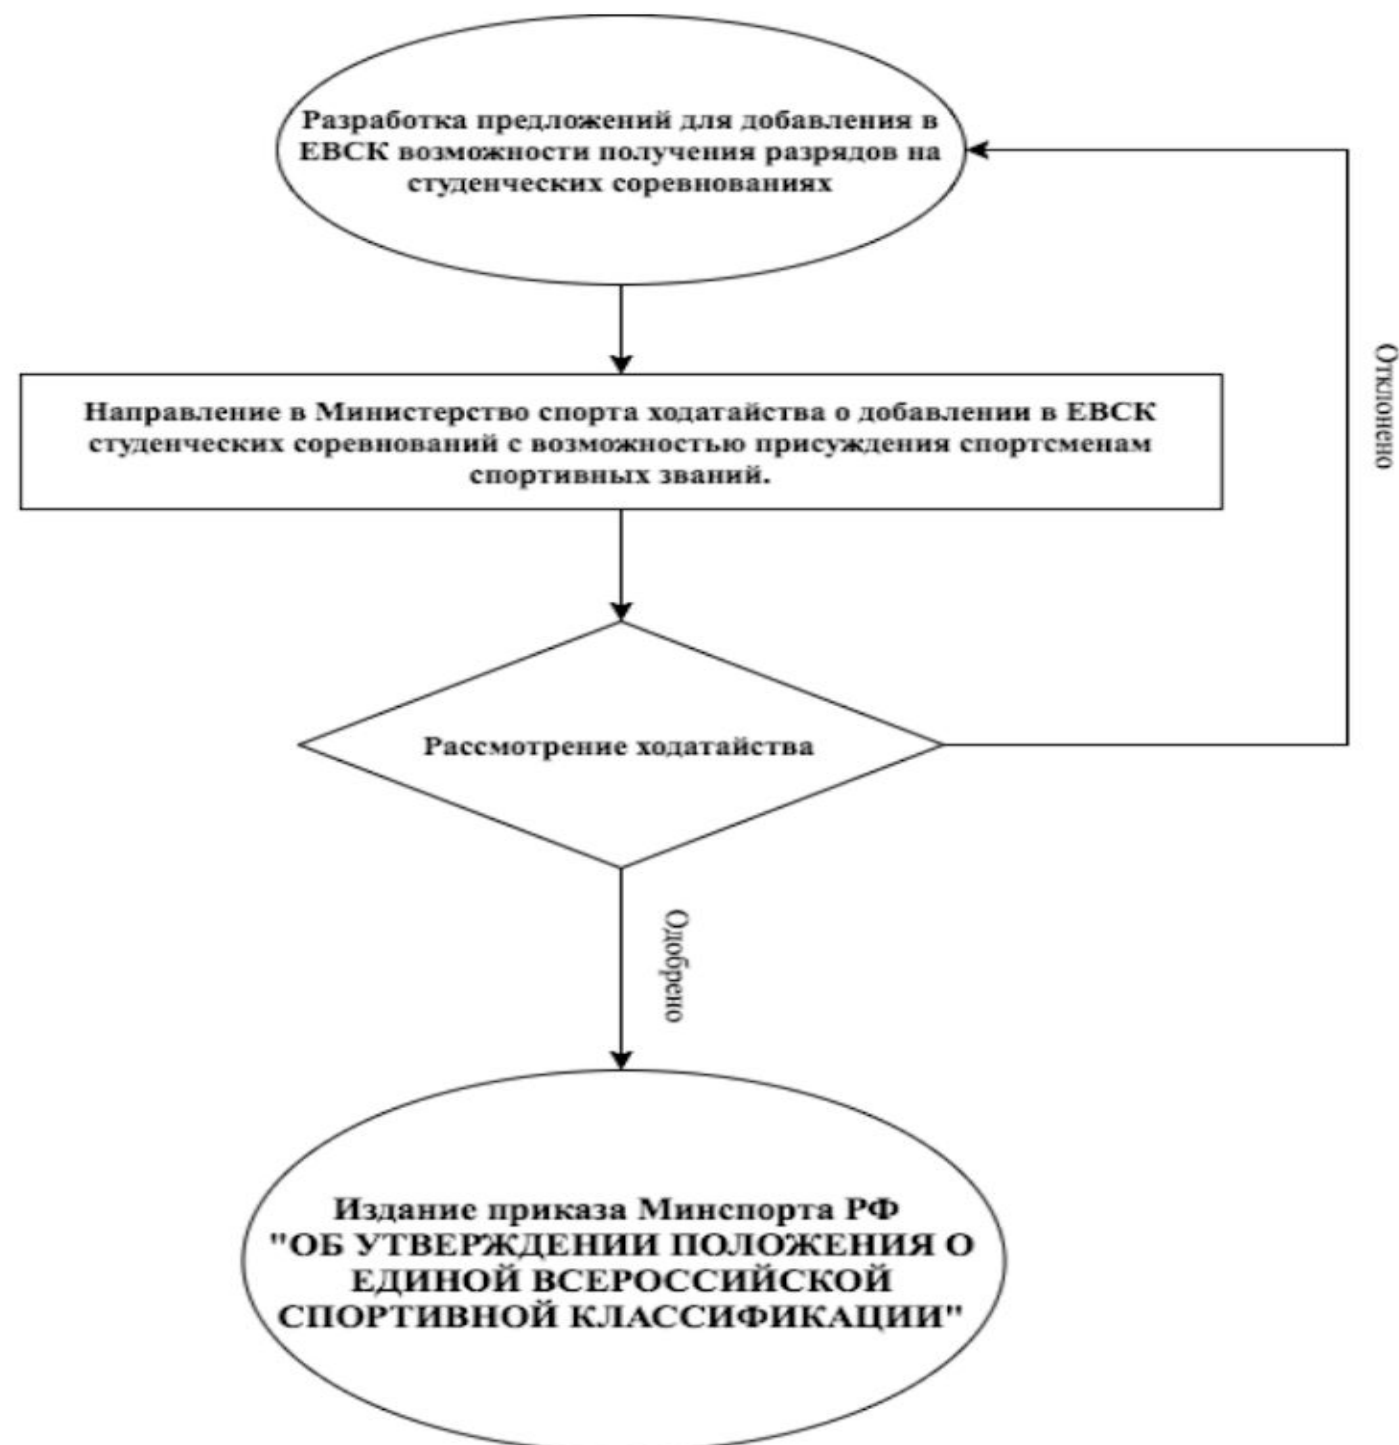 Разработка предложений для добавления в
ЕВСК возможности получения разрядов на
студенческих соревнованиях
Направление в Министерство спорта ходатайства о добавлении в ЕВСК
студенческих соревнований с возможностью присуждения спортсменам
спортивных званий.
Отклонено
Рассмотрение ходатайства
Одобрено
Издание приказа Минспорта РФ
"ОБ УТВЕРЖДЕНИИ ПОЛОЖЕНИЯ О
ЕДИНОЙ ВСЕРОССИЙСКОЙ
СПОРТИВНОЙ КЛАССИФИКАЦИИ"